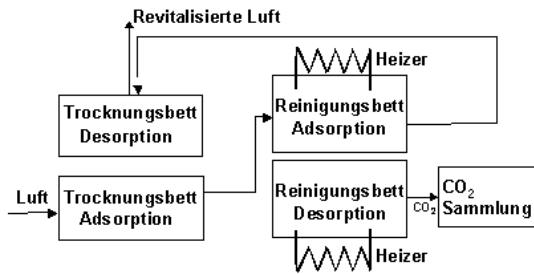 Revitalisierte Luft
Heizer
Trocknungsbett
Desorption
Reinigungsbett
Adsorption
Luft
Trocknungsbett
Adsorption
Reinigungsbett
Desorption
CO₂
CO₂
Sammlung
Heizer